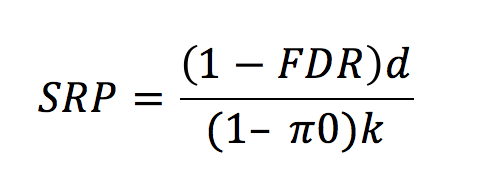 SRP = (1 − FDR)d
(1– π0)k